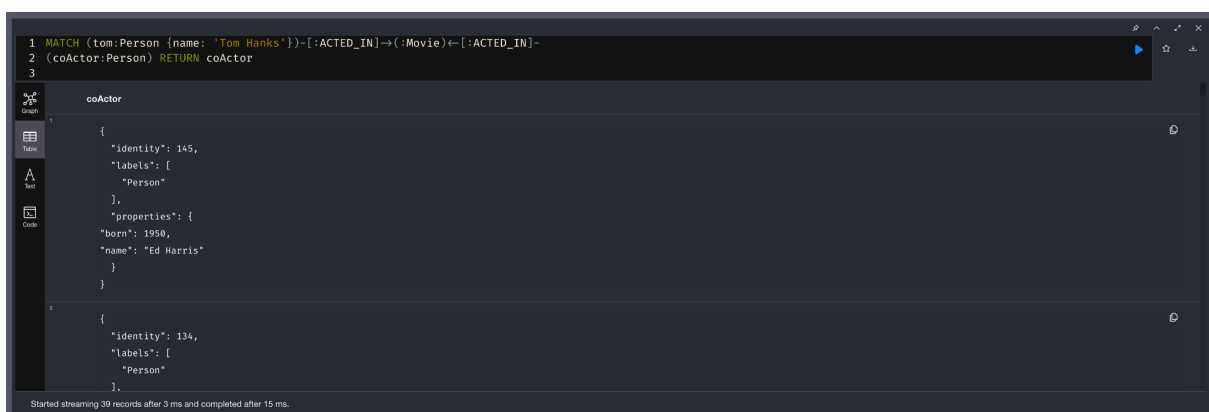 1 MATCH (tom:Person {name: 'Tom Hanks'})-[:ACTED_IN]→(:Movie)←[:ACTED_IN]-
2 (coActor:Person) RETURN coActor
3
Graph
Table
A
Text
Code
coActor
1
{
"identity": 145,
"labels": [
"Person"
],
"properties": {
"born": 1950,
"name": "Ed Harris"
}
}
2
{
"identity": 134,
"labels": [
"Person"
],
Started streaming 39 records after 3 ms and completed after 15 ms.